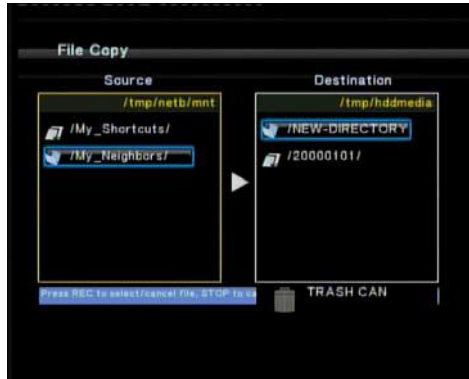 File Copy
Source
Destination
/tmp/netb/mnt
/tmp/hddmedia
/My_Shortcuts/
/NEW-DIRECTORY
/My_Neighbors/
/20000101/
Press REC to select/cancel file, STOP to ca
TRASH CAN